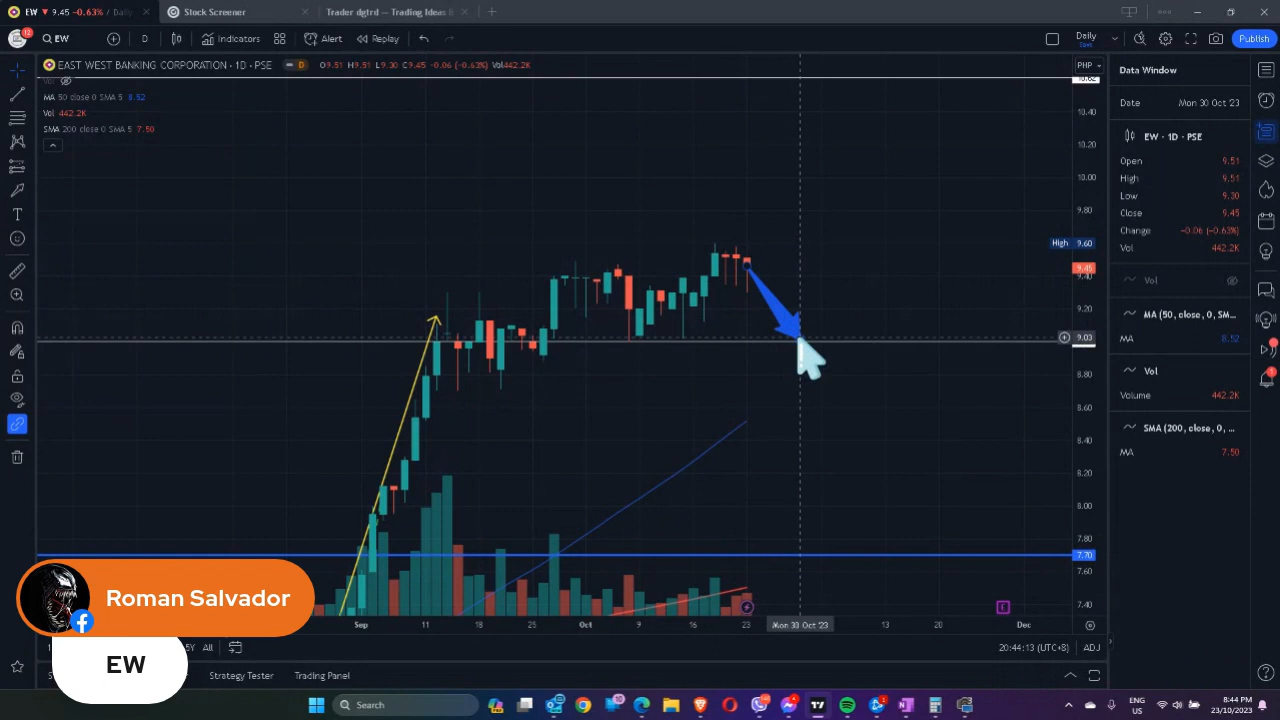 EW ▼ 9.45 -0.63% / Daily
Stock Screener
Trader dgtrd — Trading Ideas &
EW
D
Indicators
Alert
Replay
Daily
Save
Publish
EAST WEST BANKING CORPORATION · 1D · PSE
D
O9.51 H9.51 L9.30 C9.45 -0.06 (-0.63%) Vol442.2K
PHP
Vol
MA 50 close 0 SMA 5 8.52
Vol 442.2K
SMA 200 close 0 SMA 5 7.50
10.62
10.40
10.20
10.00
9.80
High 9.60
9.45
9.40
9.20
9.03
8.80
8.60
8.40
8.20
8.00
7.80
7.70
7.60
7.40
Sep
11
18
25
Oct
9
16
23
Mon 30 Oct '23
13
20
Dec
Data Window
Date Mon 30 Oct '23
EW · 1D · PSE
Open 9.51
High 9.51
Low 9.30
Close 9.45
Change -0.06 (-0.63%)
Vol 442.2K
Vol
MA (50, close, 0, SM...
MA 8.52
Vol
Volume 442.2K
SMA (200, close, 0, ...
MA 7.50
Roman Salvador
EW
5Y
All
20:44:13 (UTC+8)
ADJ
Strategy Tester
Trading Panel
Search
ENG
US
8:44 PM
23/10/2023